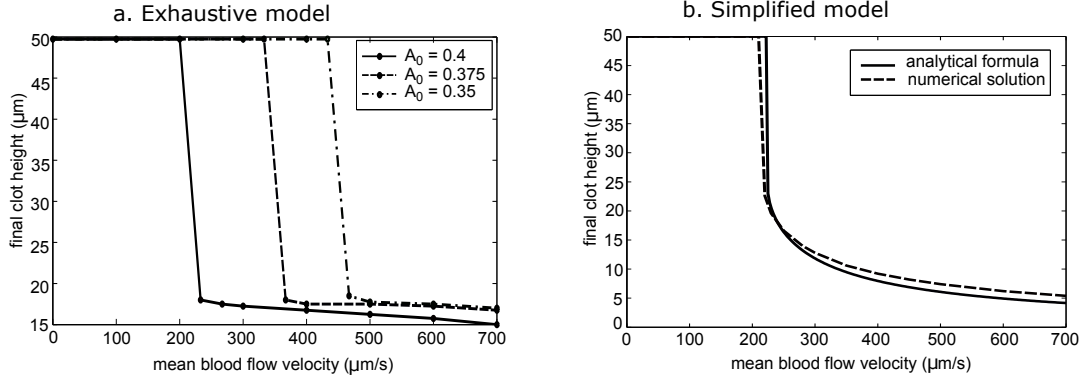 a. Exhaustive model
50
45
40
35
30
25
20
15
final clot height (μm)
A0 = 0.4
A0 = 0.375
A0 = 0.35
0 100 200 300 400 500 600 700
mean blood flow velocity (μm/s)
b. Simplified model
50
45
40
35
30
25
20
15
10
5
0
final clot height (μm)
analytical formula
numerical solution
0 100 200 300 400 500 600 700
mean blood flow velocity (μm/s)